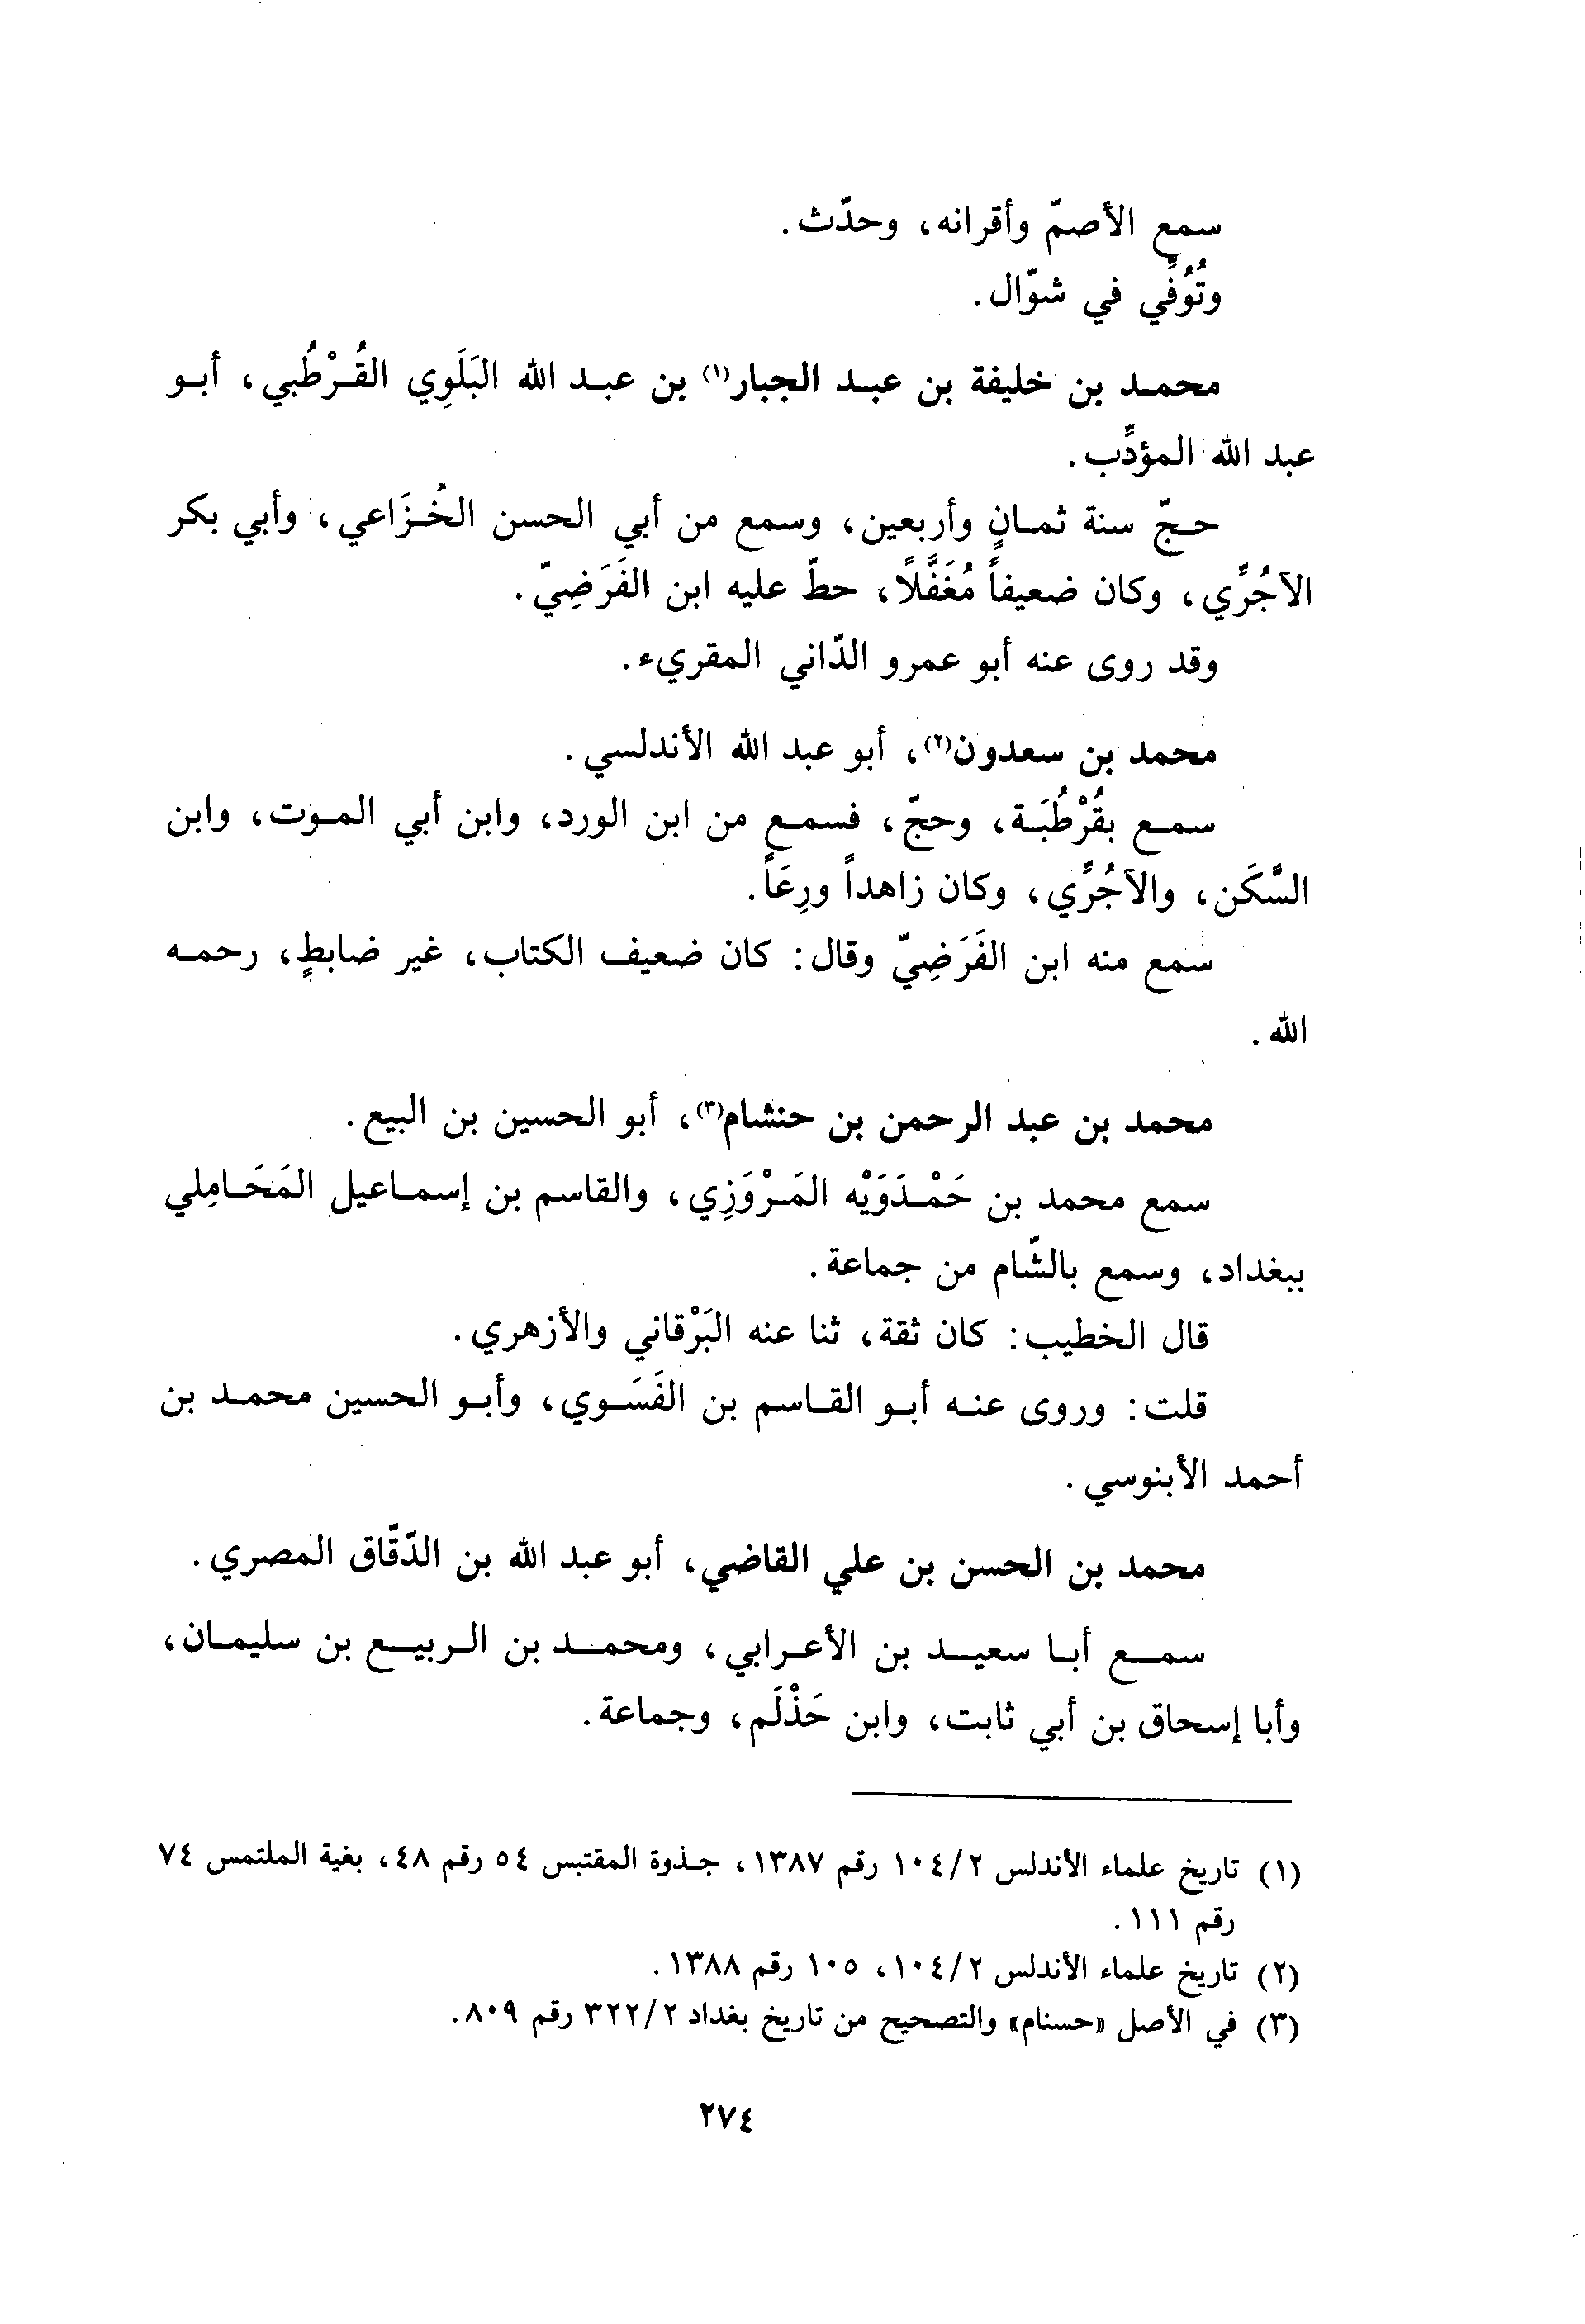 سمع الأصمّ وأقرانه، وحدّث.
وتُوُفِّي في شوّال.
محمد بن خليفة بن عبد الجبار(١) بن عبد الله البَلَوِي القُرْطُبي، أبو
عبد الله المؤدِّب.
حجّ سنة ثمانٍ وأربعين، وسمع من أبي الحسن الخُزَاعي، وأبي بكر
الآجُرِّي، وكان ضعيفاً مُغَفَّلًا، حطّ عليه ابن الفَرَضِيّ.
وقد روى عنه أبو عمرو الدّاني المقريء.
محمد بن سعدون(٢)، أبو عبد الله الأندلسي.
سمع بقُرْطُبَة، وحجّ، فسمع من ابن الورد، وابن أبي الموت، وابن
السَّكَن، والآجُرِّي، وكان زاهداً ورِعَاً.
سمع منه ابن الفَرَضِيّ وقال: كان ضعيف الكتاب، غير ضابطٍ، رحمه
الله.
محمد بن عبد الرحمن بن حنشام(٣)، أبو الحسين بن البيع.
سمع محمد بن حَمْدَوَيْه المَرْوَزِي، والقاسم بن إسماعيل المَحَامِلي
ببغداد، وسمع بالشّام من جماعة.
قال الخطيب: كان ثقة، ثنا عنه البَرْقاني والأزهري.
قلت: وروى عنه أبو القاسم بن الفَسَوي، وأبو الحسين محمد بن
أحمد الأبنوسي.
محمد بن الحسن بن علي القاضي، أبو عبد الله بن الدّقّاق المصري.
سمع أبا سعيد بن الأعرابي، ومحمد بن الربيع بن سليمان،
وأبا إسحاق بن أبي ثابت، وابن حَذْلَم، وجماعة.
(١) تاريخ علماء الأندلس ١٠٤/٢ رقم ١٣٨٧، جذوة المقتبس ٥٤ رقم ٤٨، بغية الملتمس ٧٤
رقم ١١١.
(٢) تاريخ علماء الأندلس ١٠٤/٢، ١٠٥ رقم ١٣٨٨.
(٣) في الأصل «حسنام» والتصحيح من تاريخ بغداد ٣٢٢/٢ رقم ٨٠٩.
٢٧٤